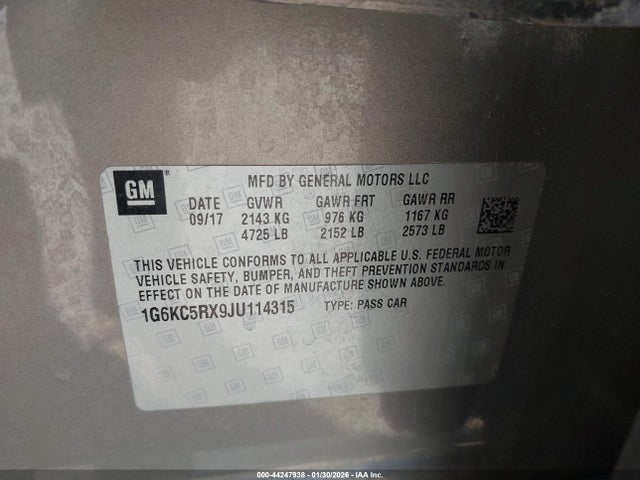 GM
MFD BY GENERAL MOTORS LLC
DATE GVWR GAWR FRT GAWR RR
09/17 2143 KG 976 KG 1167 KG
4725 LB 2152 LB 2573 LB
THIS VEHICLE CONFORMS TO ALL APPLICABLE U.S. FEDERAL MOTOR
VEHICLE SAFETY, BUMPER, AND THEFT PREVENTION STANDARDS IN
EFFECT ON THE DATE OF MANUFACTURE SHOWN ABOVE.
1G6KC5RX9JU114315 TYPE: PASS CAR
000-44247938 - 01/30/2026 - IAA Inc.